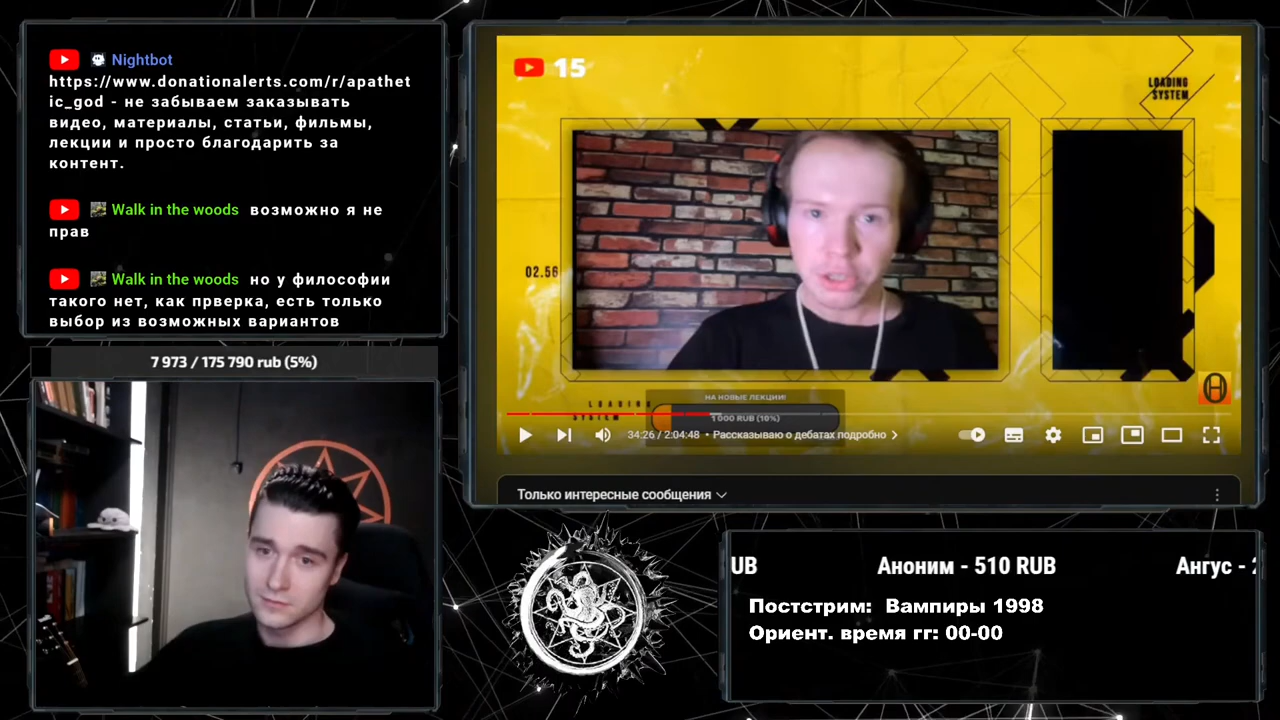 Nightbot
https://www.donationalerts.com/r/apathet
ic_god - не забываем заказывать
видео, материалы, статьи, фильмы,
лекции и просто благодарить за
контент.
Walk in the woods возможно я не
прав
Walk in the woods но у философии
такого нет, как прверка, есть только
выбор из возможных вариантов
7 973 / 175 790 rub (5%)
15
LOADING
SYSTEM
02.56
LOADING
SYSTEM
НА НОВЫЕ ЛЕКЦИИ!
1 000 RUB (10%)
34:26 / 2:04:48 • Рассказываю о дебатах подробно
Только интересные сообщения
UB Аноним - 510 RUB Ангус -
Постстрим: Вампиры 1998
Ориент. время гг: 00-00